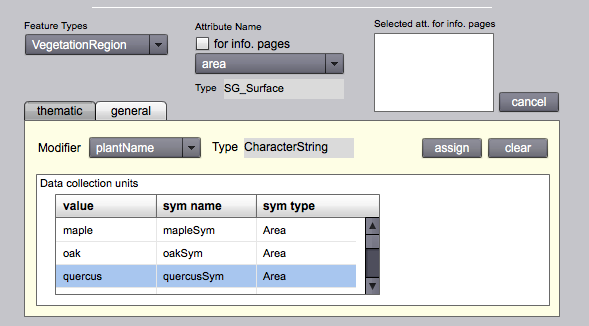 Feature Types
VegetationRegion
Attribute Name
for info. pages
area
Type SG_Surface
Selected att. for info. pages
cancel
thematic general
Modifier plantName Type CharacterString assign clear
Data collection units
value sym name sym type
maple mapleSym Area
oak oakSym Area
quercus quercusSym Area